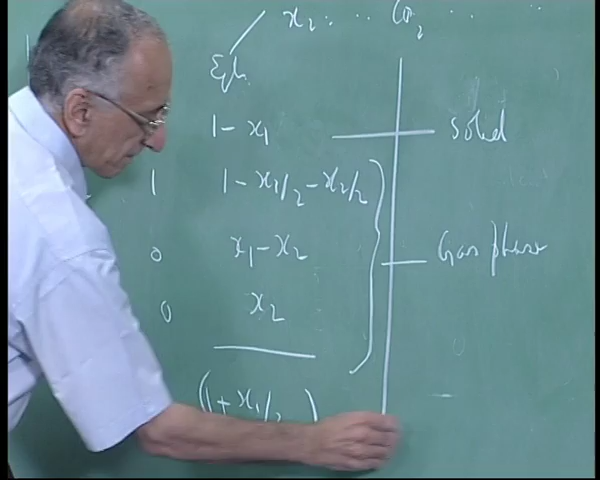 x₂ : .. CO₂ .. ..
Eqb.
1 - x₁ solid
1 1 - x₁/2 - x₂/2
0 x₁ - x₂ Gas phase
0 x₂
(1 + x₁/2 )